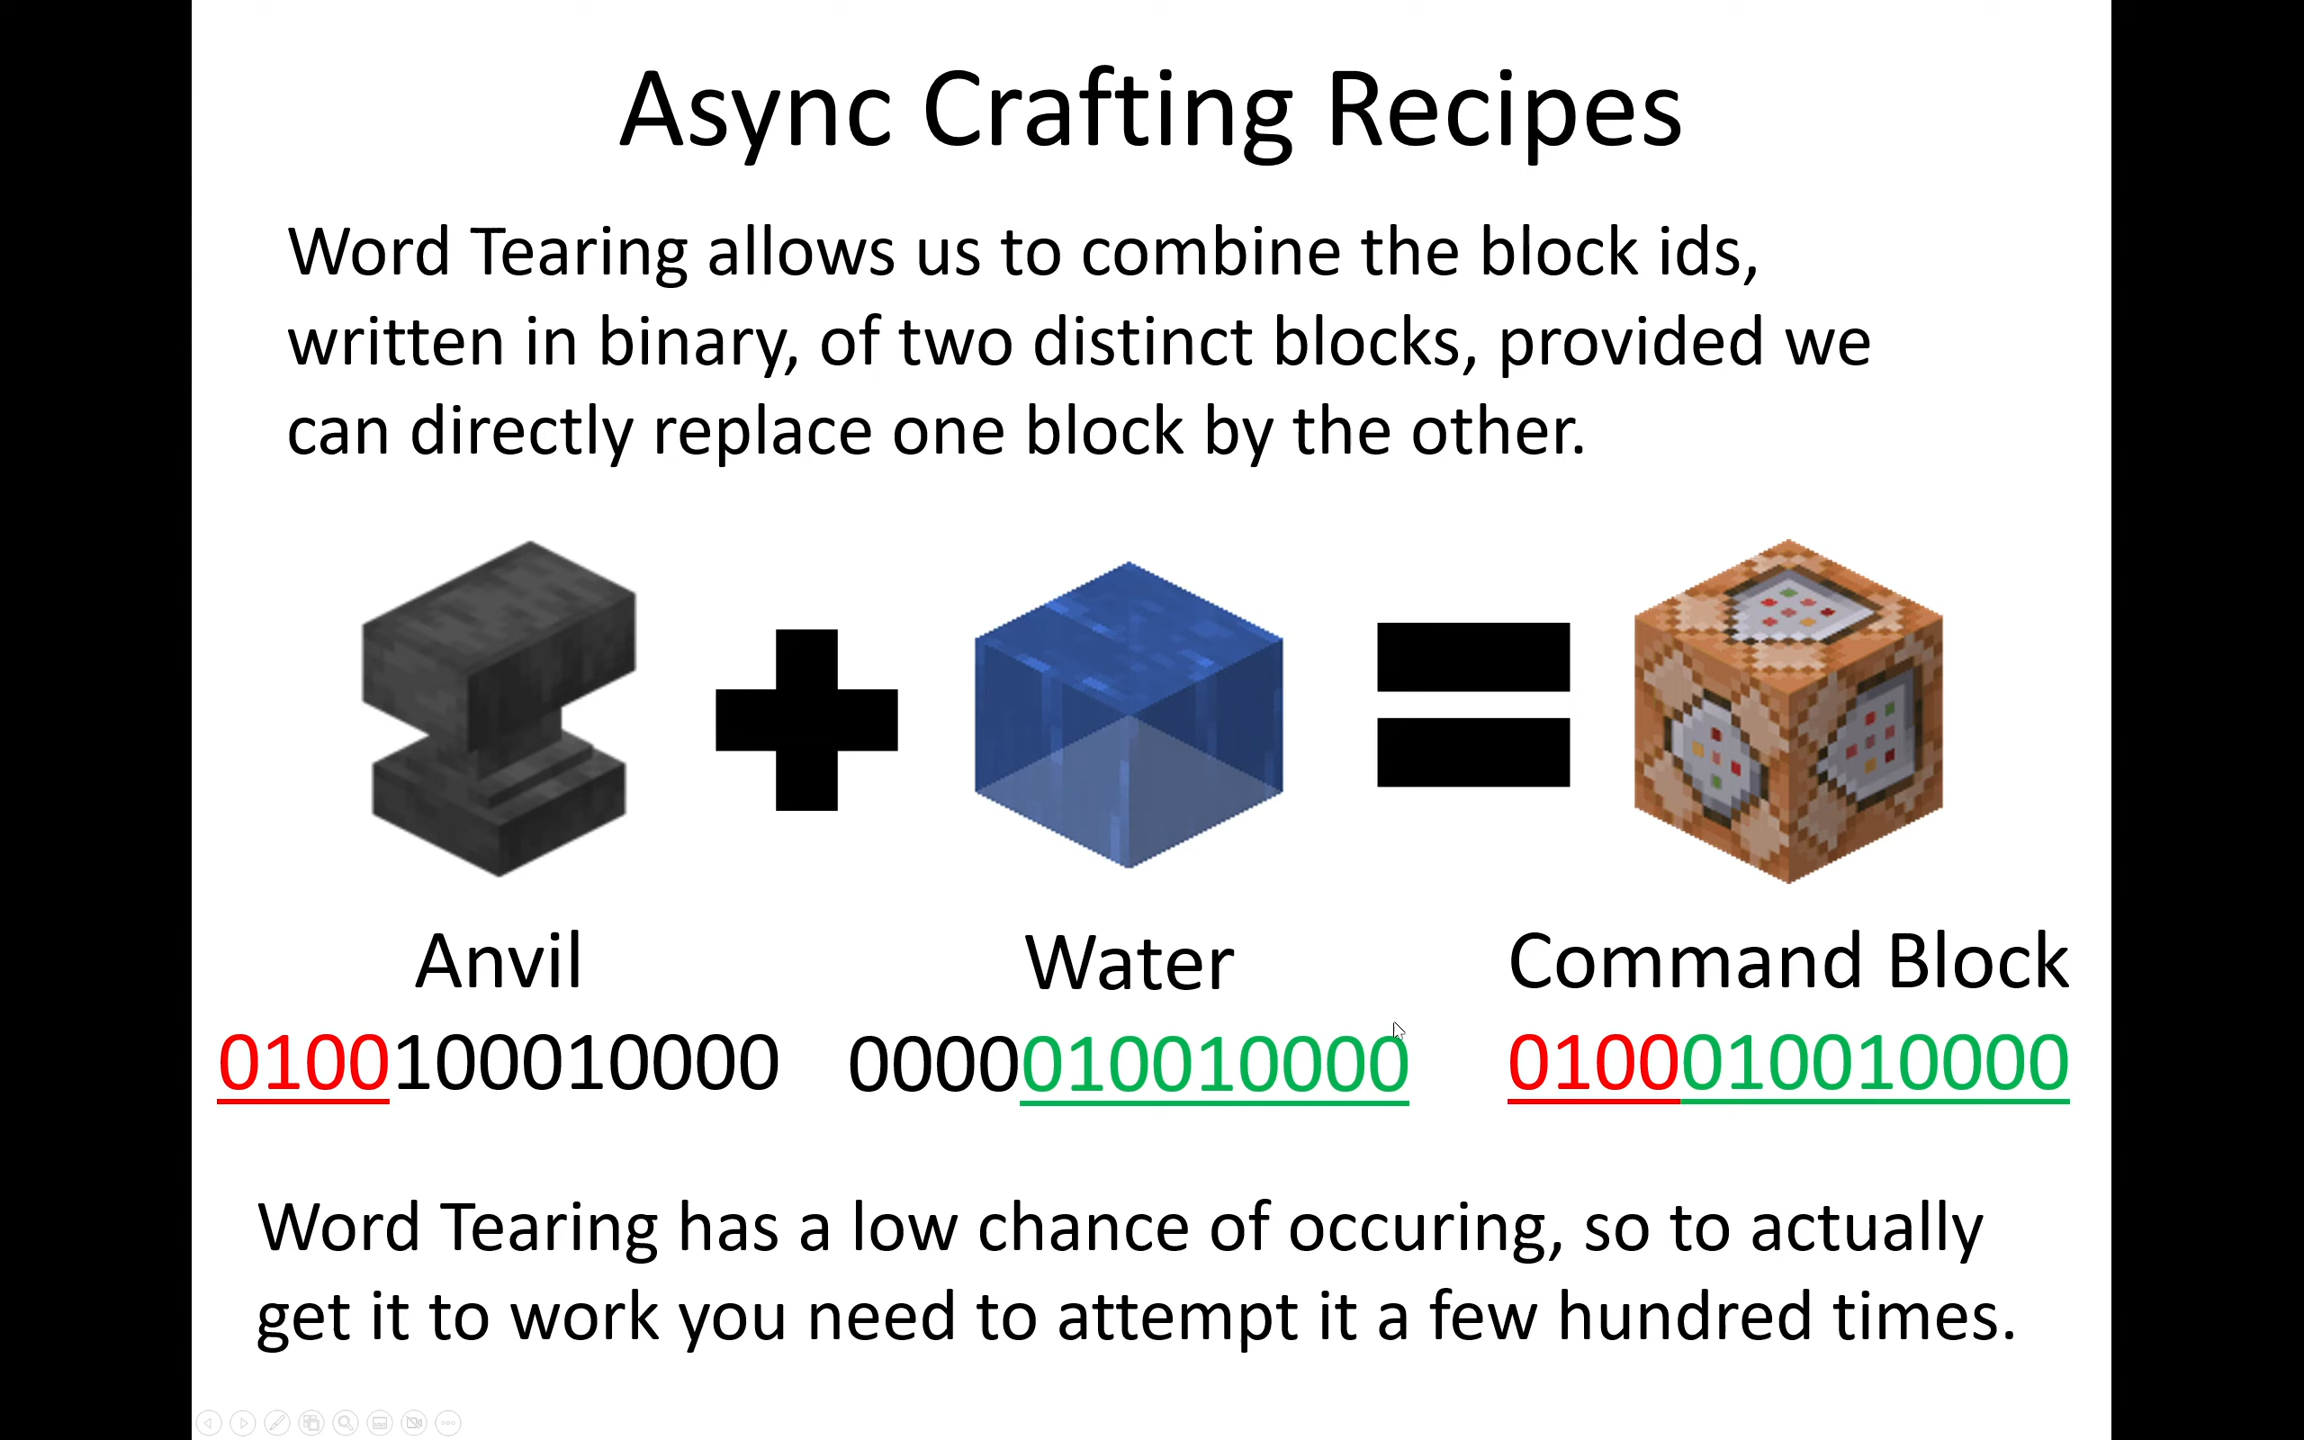 Async Crafting Recipes
Word Tearing allows us to combine the block ids,
written in binary, of two distinct blocks, provided we
can directly replace one block by the other.
Anvil
Water
Command Block
0100100010000
0000010010000
0100010010000
Word Tearing has a low chance of occuring, so to actually
get it to work you need to attempt it a few hundred times.